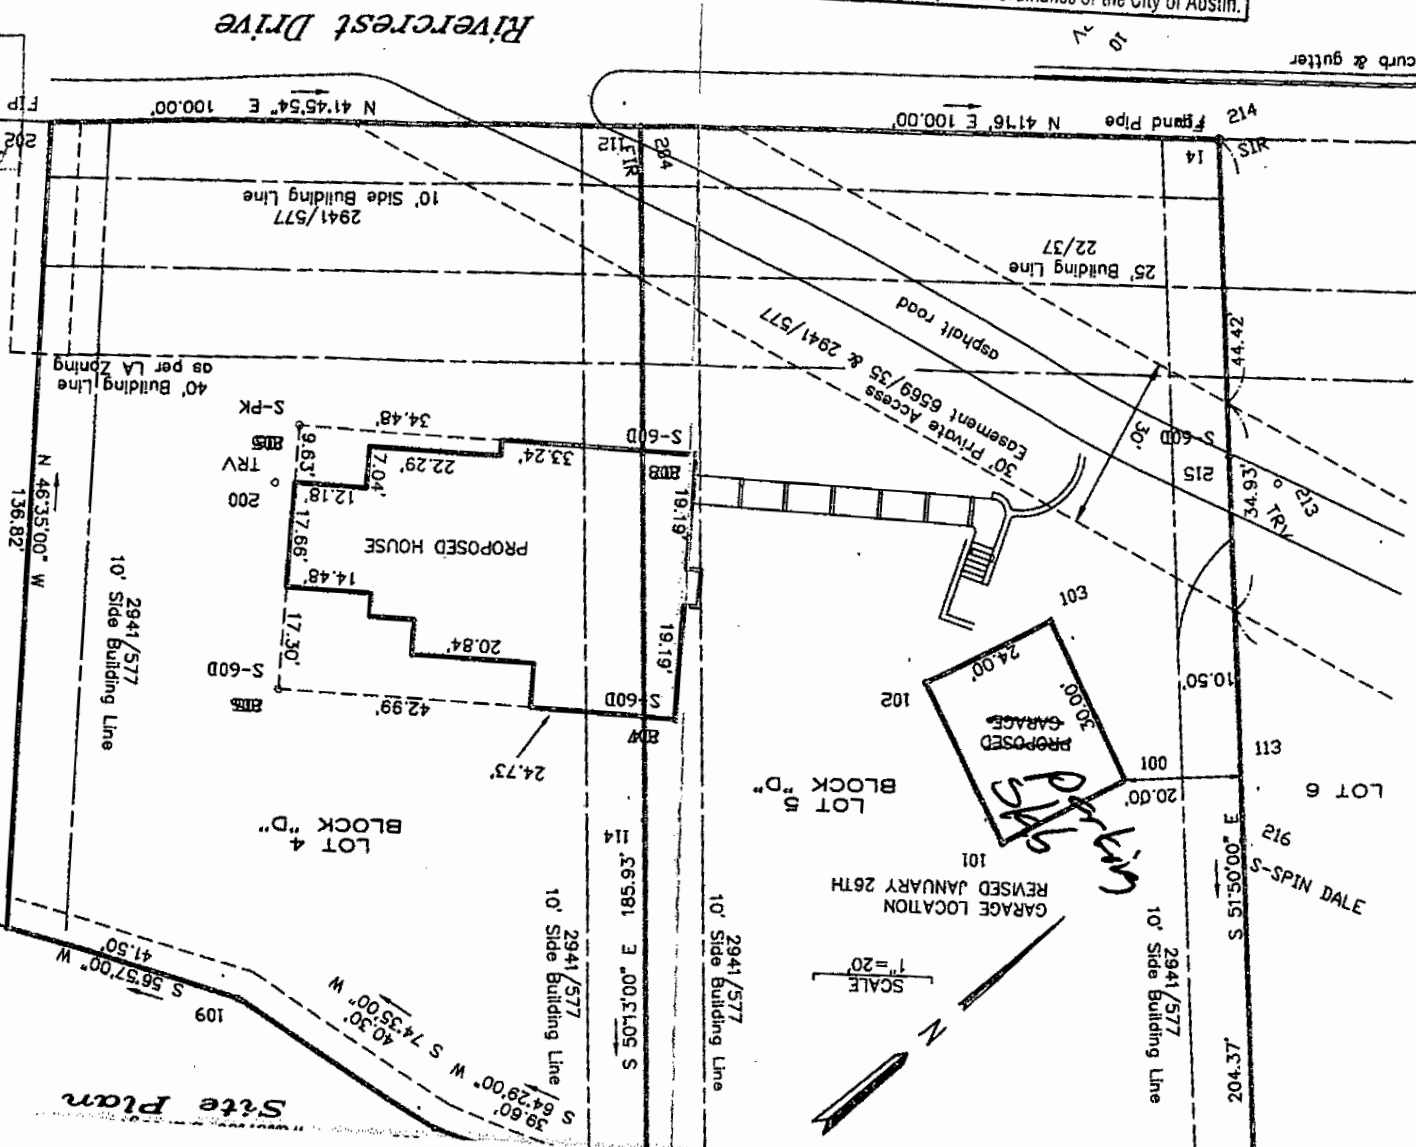 Ordinance of the City of Austin.
Rivercrest Drive
10
curb & gutter
FIP
202
N 41°45'54" E 100.00'
112
FIR
204
N 41°16' E 100.00'
Found Pipe
214
SIR
14
2941/577
10' Side Building Line
22/37
25' Building Line
asphalt road
30' Private Access
Easement 6569/35 & 2941/577
44.42'
40' Building Line
as per LA Zoning
S-PK
34.48'
S-60D
9.63'
7.04'
22.29'
33.24'
TRV
200
12.18'
30'
S-60D
215
34.93'
213
TRV
N 46°35'00" W
136.82'
17.66'
PROPOSED HOUSE
19.19'
14.48'
17.30'
20.84'
19.19'
S-60D
42.99'
S-60D
24.73'
2941/577
10' Side Building Line
103
24.00'
102
30.00'
PROPOSED
GARAGE
Parking
Slab
10.50'
100
20.00'
113
LOT 6
LOT 5
BLOCK "D"
LOT 4
BLOCK "D"
114
101
GARAGE LOCATION
REVISED JANUARY 26TH
216
S-SPIN DALE
S 51°50'00" E
204.37'
S 50°13'00" E 185.93'
2941/577
10' Side Building Line
2941/577
10' Side Building Line
2941/577
10' Side Building Line
SCALE
1"=20'
N
41.50'
S 56°57'00" W
109
40.30'
S 74°35'00" W
39.60'
S 64°29'00" W
Site Plan